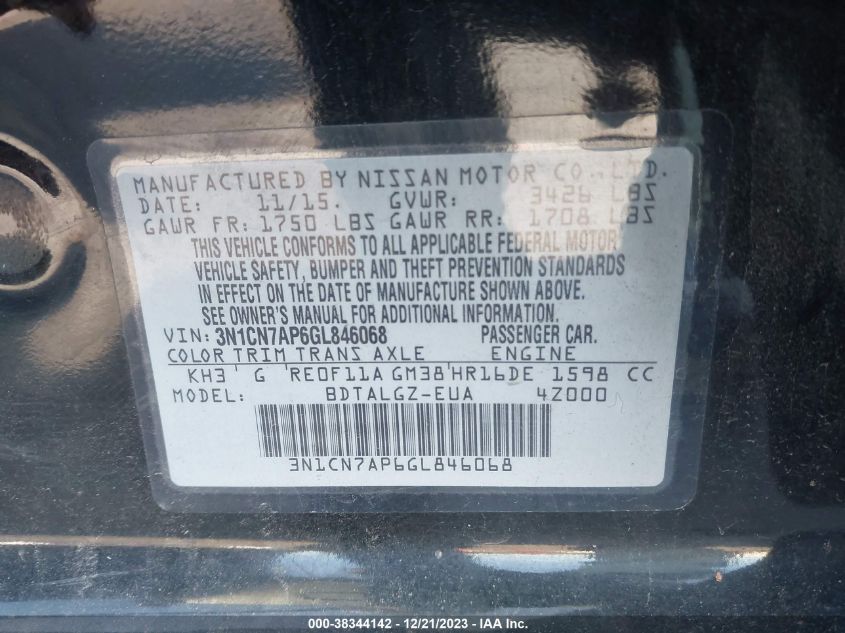 MANUFACTURED BY NISSAN MOTOR CO., LTD.
DATE: 11/15 GVWR: 3426 LBS
GAWR FR: 1750 LBS GAWR RR: 1708 LBS
THIS VEHICLE CONFORMS TO ALL APPLICABLE FEDERAL MOTOR
VEHICLE SAFETY, BUMPER AND THEFT PREVENTION STANDARDS
IN EFFECT ON THE DATE OF MANUFACTURE SHOWN ABOVE.
SEE OWNER'S MANUAL FOR ADDITIONAL INFORMATION.
VIN: 3N1CN7AP6GL846068 PASSENGER CAR.
COLOR TRIM TRANS AXLE ENGINE
KH3 G RE0F11A GM38 HR16DE 1598 CC
MODEL: BDTALGZ-EUA 4Z000
3N1CN7AP6GL846068
000-38344142 - 12/21/2023 - IAA Inc.